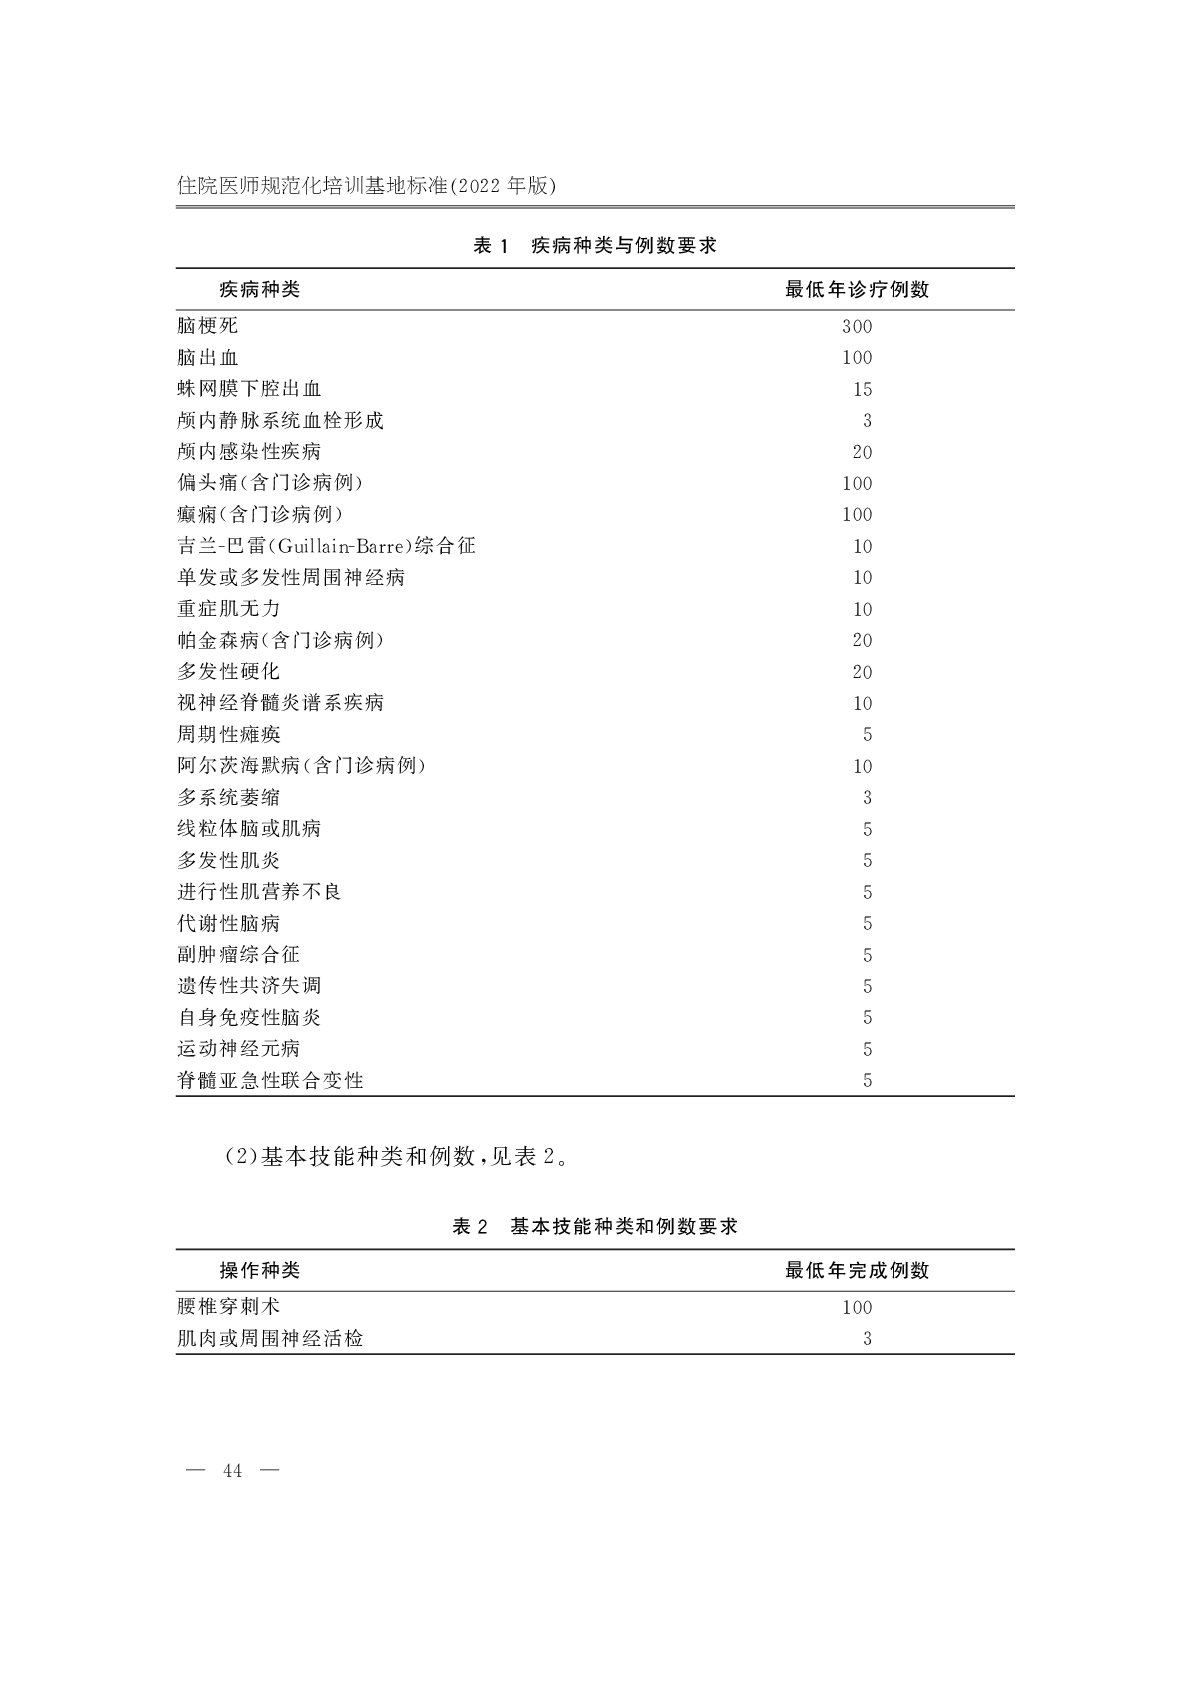 住院医师规范化培训基地标准(2022 年版)
表 1 疾病种类与例数要求
疾病种类 最低年诊疗例数
脑梗死 300
脑出血 100
蛛网膜下腔出血 15
颅内静脉系统血栓形成 3
颅内感染性疾病 20
偏头痛(含门诊病例) 100
癫痫(含门诊病例) 100
吉兰-巴雷(Guillain-Barre)综合征 10
单发或多发性周围神经病 10
重症肌无力 10
帕金森病(含门诊病例) 20
多发性硬化 20
视神经脊髓炎谱系疾病 10
周期性瘫痪 5
阿尔茨海默病(含门诊病例) 10
多系统萎缩 3
线粒体脑或肌病 5
多发性肌炎 5
进行性肌营养不良 5
代谢性脑病 5
副肿瘤综合征 5
遗传性共济失调 5
自身免疫性脑炎 5
运动神经元病 5
脊髓亚急性联合变性 5
(2)基本技能种类和例数,见表 2。
表 2 基本技能种类和例数要求
操作种类 最低年完成例数
腰椎穿刺术 100
肌肉或周围神经活检 3
— 44 —